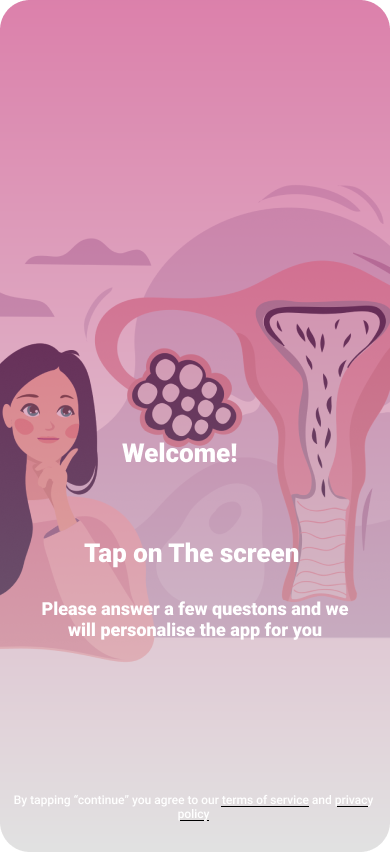 Welcome!
Tap on The screen
Please answer a few questons and we
will personalise the app for you
By tapping “continue” you agree to our terms of service and privacy
policy